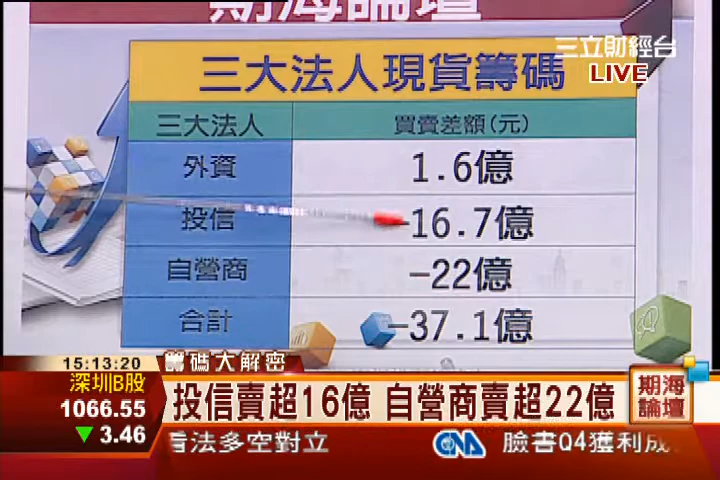 期海論壇
三立財經台
LIVE
三大法人現貨籌碼
三大法人 買賣差額(元)
外資 1.6億
投信 -16.7億
自營商 -22億
合計 -37.1億
15:13:20 籌碼大解密
深圳B股
1066.55
▼3.46
投信賣超16億 自營商賣超22億
期海
論壇
看法多空對立 CNA 臉書Q4獲利成